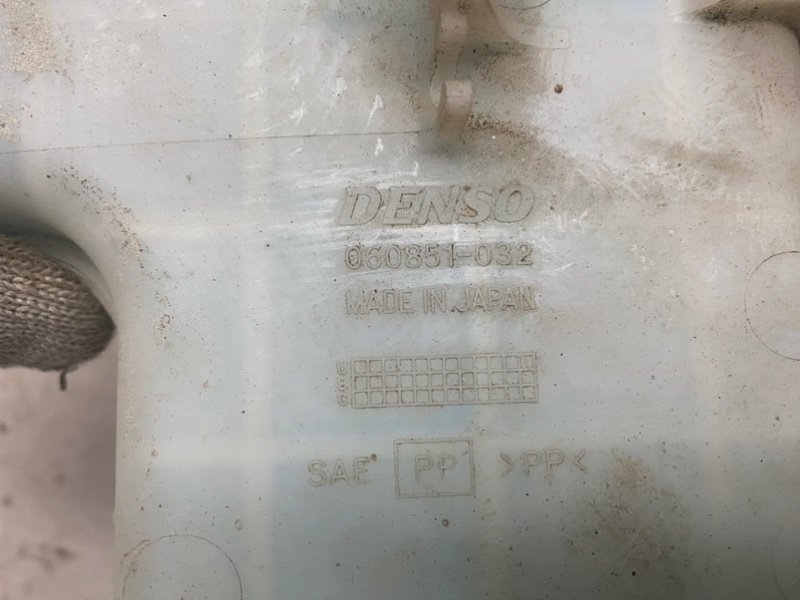 DENSO
060851-032
MADE IN JAPAN
B
C
SAE PP >PP<